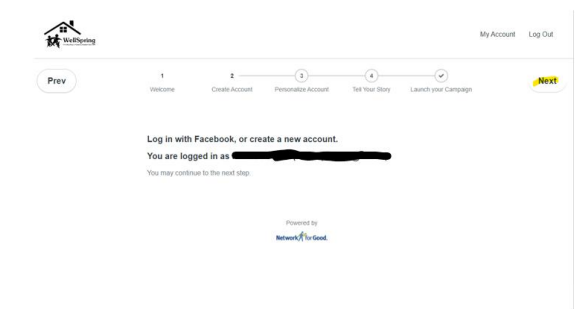 WellSpring
My Account Log Out
Prev
1 2 3 4
Welcome Create Account Personalize Account Tell Your Story Launch your Campaign
Next
Log in with Facebook, or create a new account.
You are logged in as
You may continue to the next step.
Powered by
Network for Good.